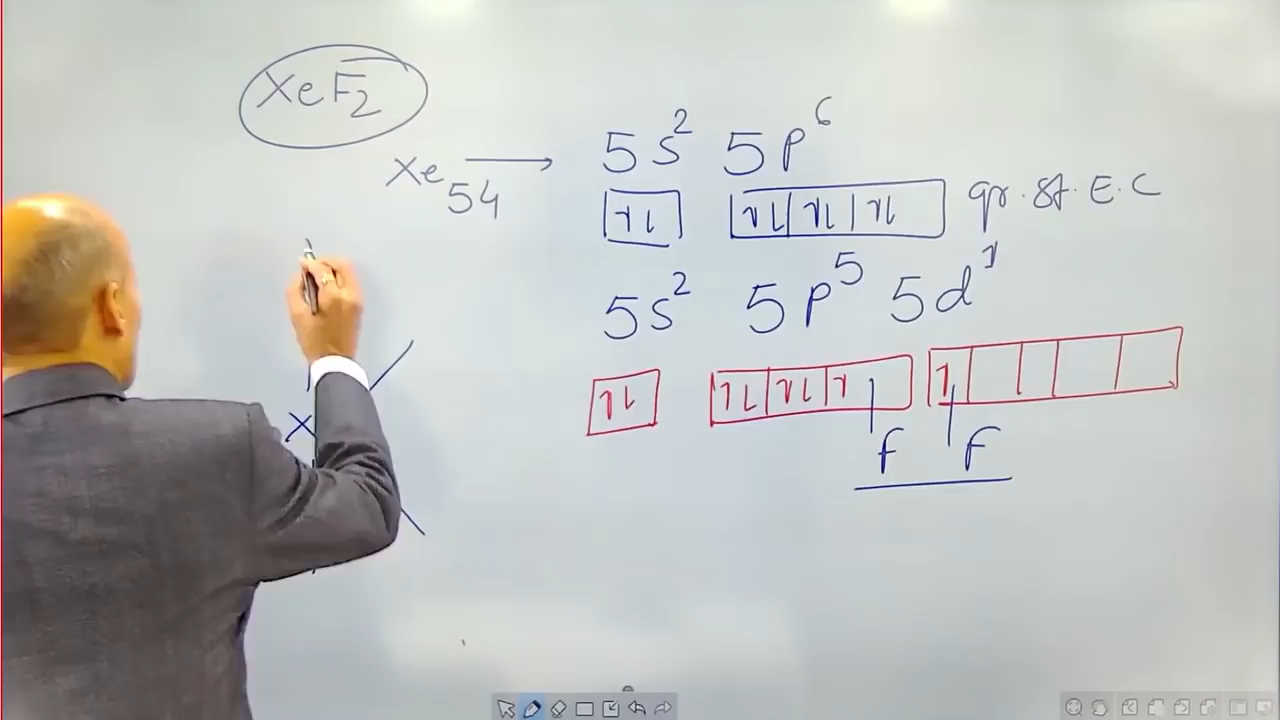 XeF₂
Xe₅₄ → 5s² 5p⁶
⥮ ⥮ ⥮ ⥮ gr. st. E. C
5s² 5p⁵ 5d¹
⥮ ⥮ ⥮ ↿ ↿
F F
X